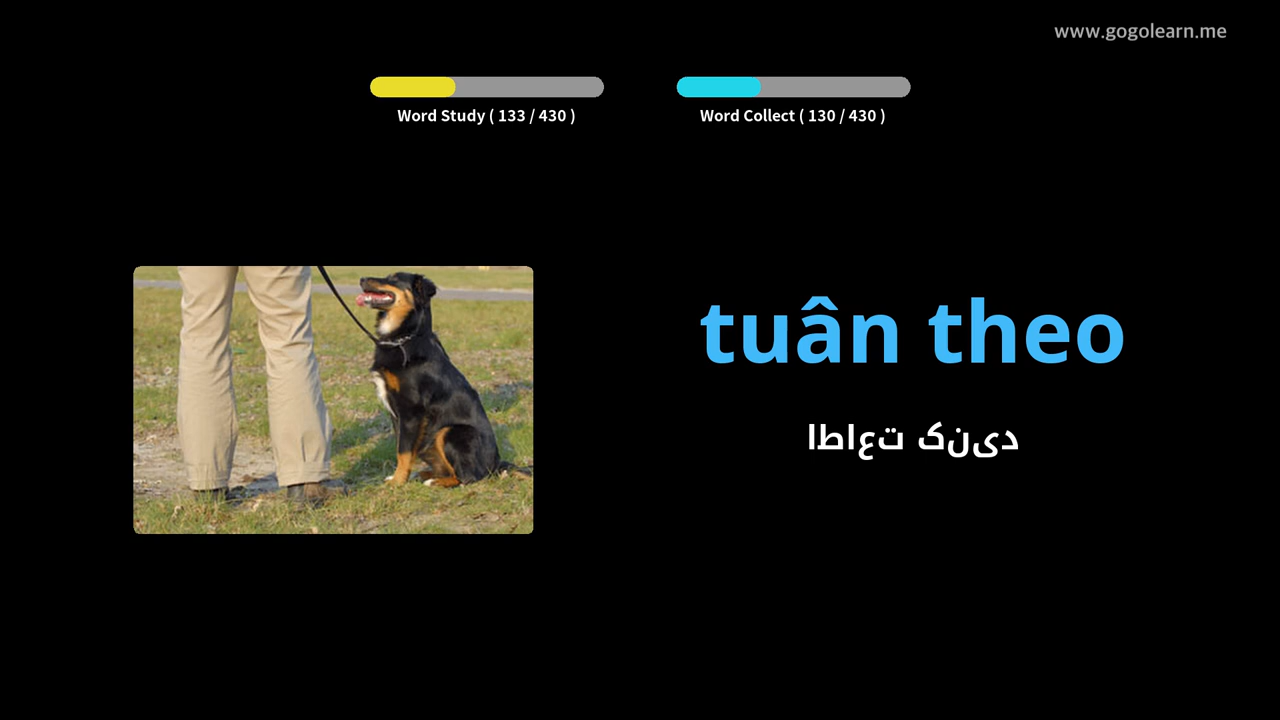 www.gogolearn.me
Word Study ( 133 / 430 )
Word Collect ( 130 / 430 )
tuân theo
اطاعت کنید